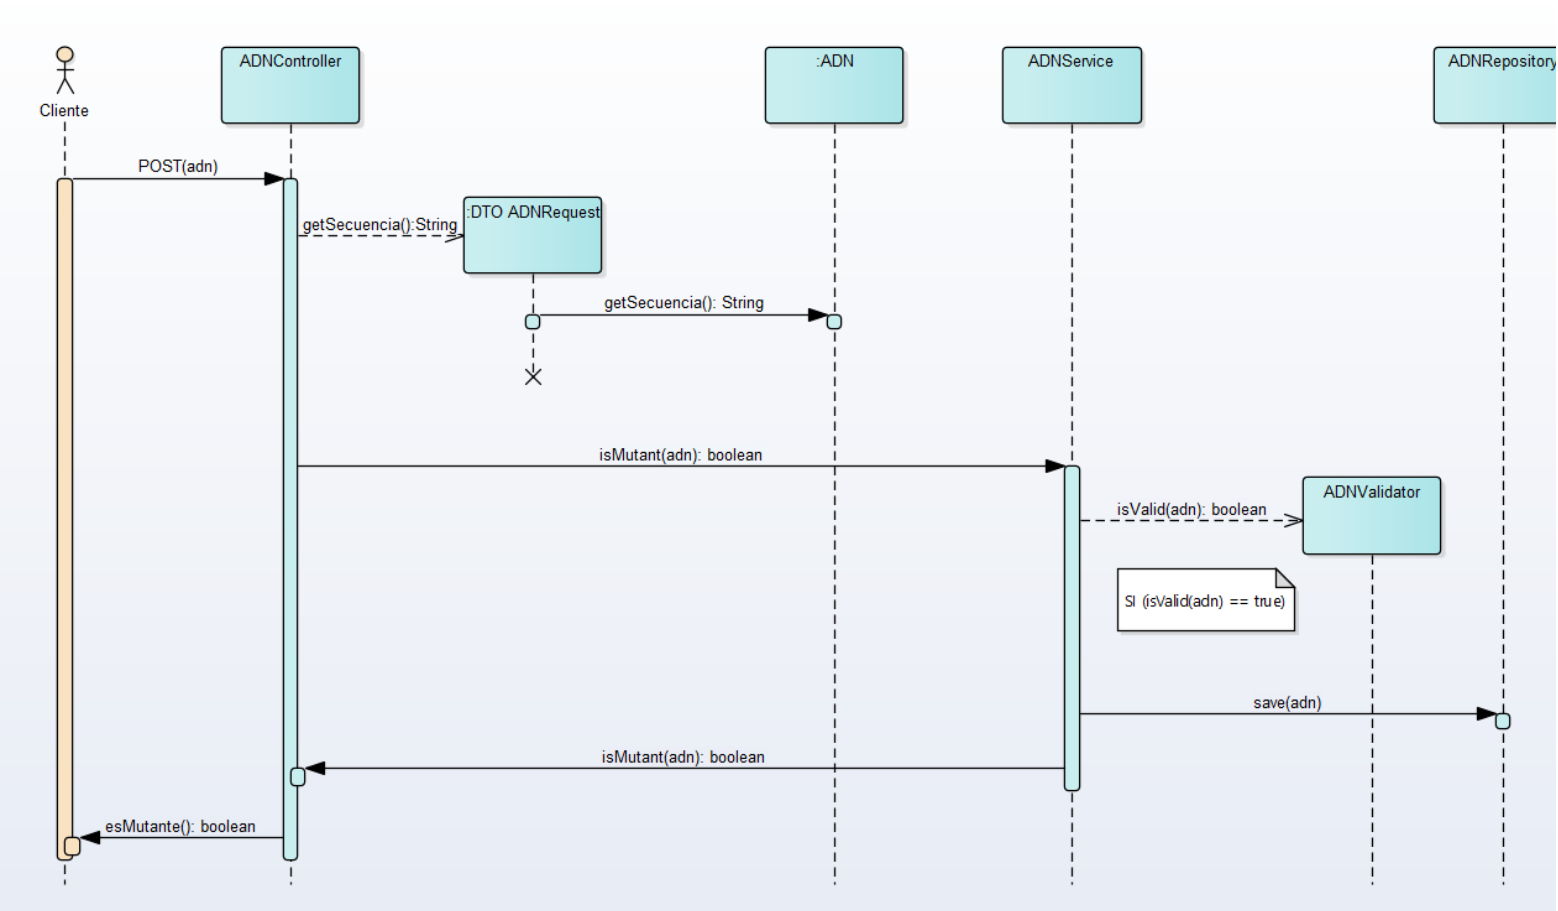 ADNController
:ADN
ADNService
ADNRepository
Cliente
POST(adn)
:DTO ADNRequest
getSecuencia():String
getSecuencia(): String
isMutant(adn): boolean
ADNValidator
isValid(adn): boolean
SI (isValid(adn) == true)
save(adn)
isMutant(adn): boolean
esMutante(): boolean